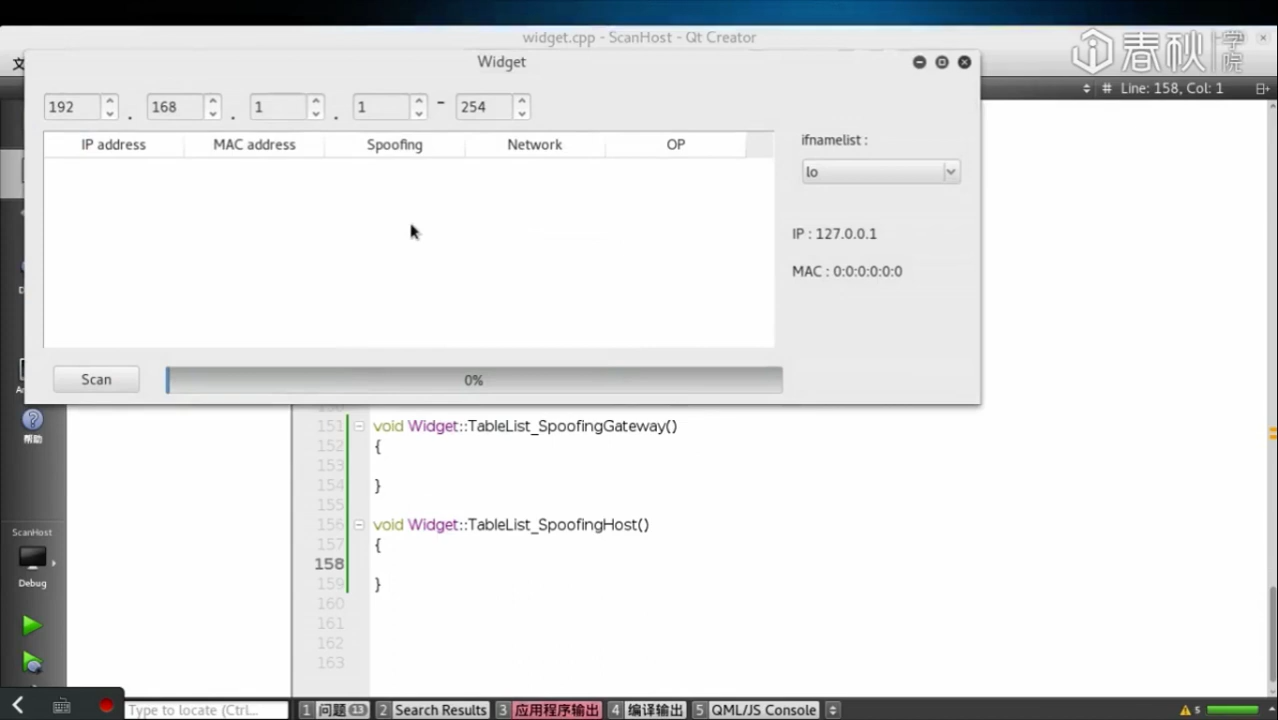 widget.cpp - ScanHost - Qt Creator
春秋学院
文
Widget
Line: 158, Col: 1
#
192 . 168 . 1 . 1 - 254
IP address MAC address Spoofing Network OP
ifnamelist :
lo
IP : 127.0.0.1
MAC : 0:0:0:0:0:0
Scan
0%
帮助
151 void Widget::TableList_SpoofingGateway()
152 {
153
154 }
155
156 void Widget::TableList_SpoofingHost()
157 {
158
159 }
160
161
162
163
ScanHost
Debug
Type to locate (Ctrl...
1 问题 13 2 Search Results 3 应用程序输出 4 编译输出 5 QML/JS Console
5